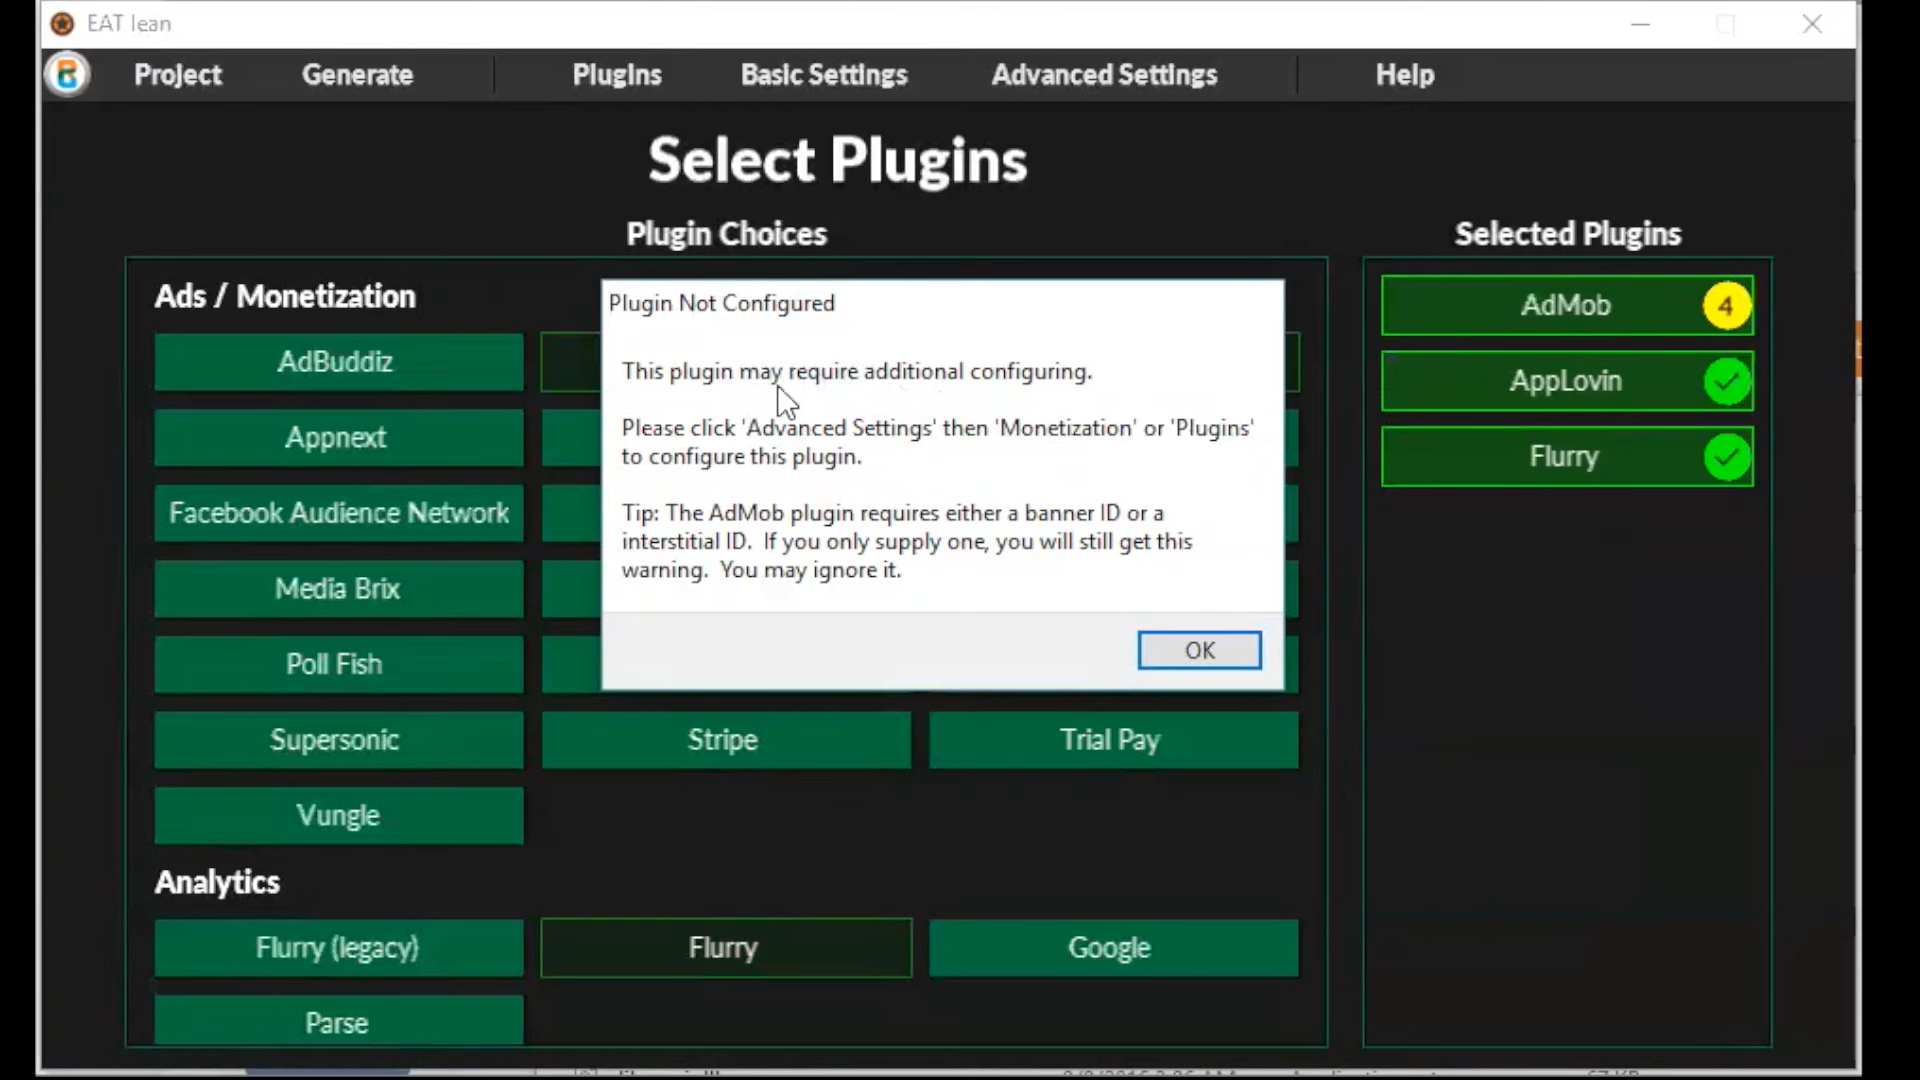 EAT lean
Project Generate Plugins Basic Settings Advanced Settings Help
Select Plugins
Plugin Choices
Selected Plugins
Ads / Monetization
AdBuddiz
Appnext
Facebook Audience Network
Media Brix
Poll Fish
Supersonic
Stripe
Trial Pay
Vungle
Analytics
Flurry (legacy)
Flurry
Google
Parse
Plugin Not Configured
This plugin may require additional configuring.
Please click 'Advanced Settings' then 'Monetization' or 'Plugins'
to configure this plugin.
Tip: The AdMob plugin requires either a banner ID or a
interstitial ID. If you only supply one, you will still get this
warning. You may ignore it.
OK
AdMob 4
AppLovin
Flurry